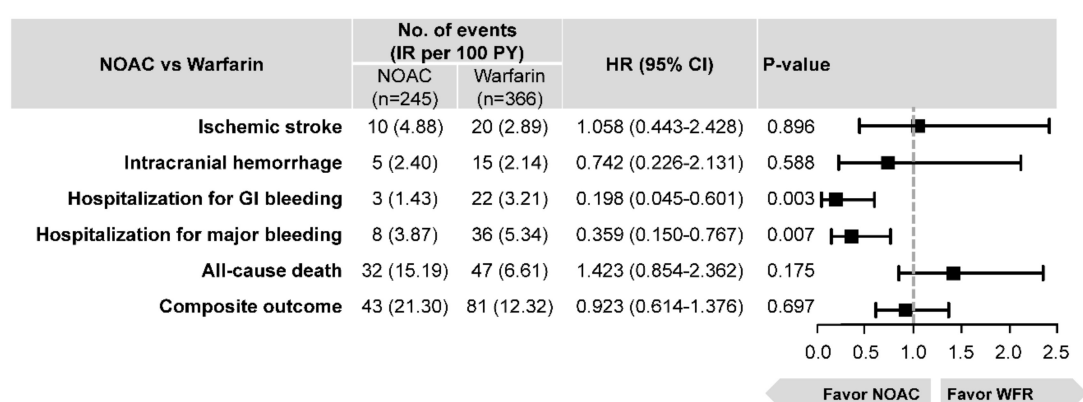 NOAC vs Warfarin
No. of events
(IR per 100 PY)
HR (95% CI)
P-value
NOAC
(n=245)
Warfarin
(n=366)
Ischemic stroke 10 (4.88) 20 (2.89) 1.058 (0.443-2.428) 0.896
Intracranial hemorrhage 5 (2.40) 15 (2.14) 0.742 (0.226-2.131) 0.588
Hospitalization for GI bleeding 3 (1.43) 22 (3.21) 0.198 (0.045-0.601) 0.003
Hospitalization for major bleeding 8 (3.87) 36 (5.34) 0.359 (0.150-0.767) 0.007
All-cause death 32 (15.19) 47 (6.61) 1.423 (0.854-2.362) 0.175
Composite outcome 43 (21.30) 81 (12.32) 0.923 (0.614-1.376) 0.697
0.0 0.5 1.0 1.5 2.0 2.5
Favor NOAC Favor WFR